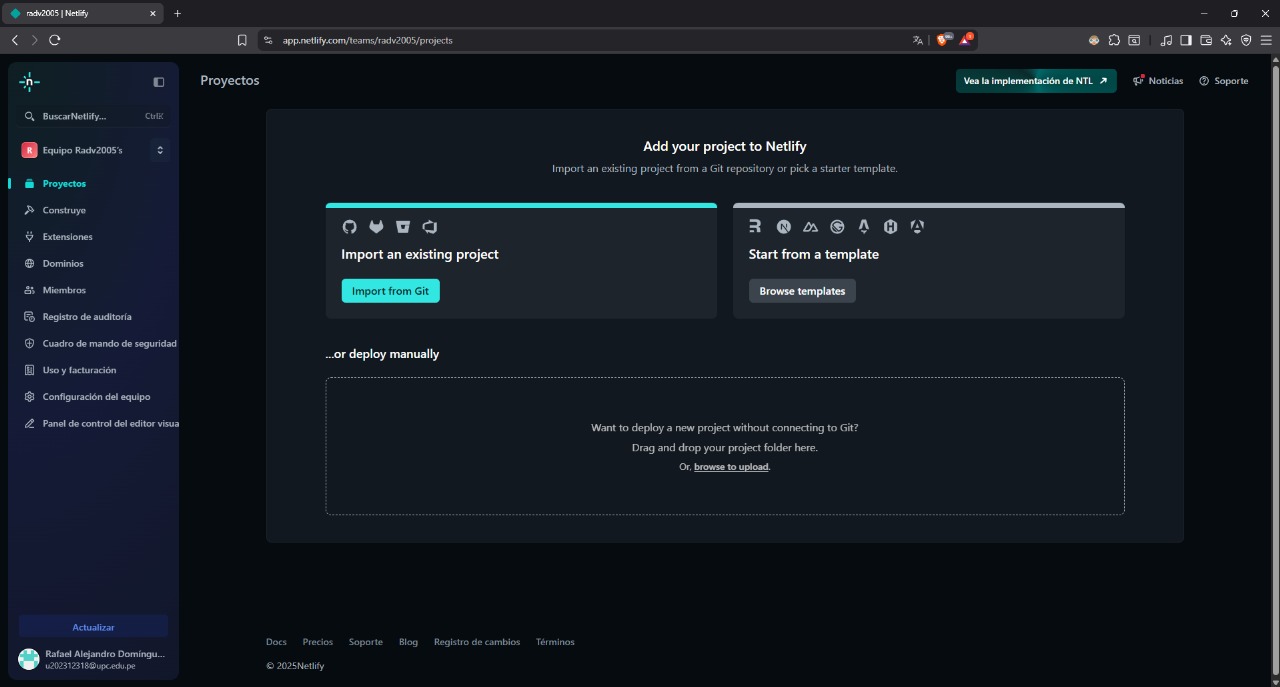 radv2005 | Netlify
app.netlify.com/teams/radv2005/projects
BuscarNetlify...
CtrlK
R
Equipo Radv2005's
Proyectos
Construye
Extensiones
Dominios
Miembros
Registro de auditoría
Cuadro de mando de seguridad
Uso y facturación
Configuración del equipo
Panel de control del editor visua
Actualizar
Rafael Alejandro Domíngu...
u202312318@upc.edu.pe
Proyectos
Vea la implementación de NTL
Noticias
Soporte
Add your project to Netlify
Import an existing project from a Git repository or pick a starter template.
Import an existing project
Import from Git
Start from a template
Browse templates
...or deploy manually
Want to deploy a new project without connecting to Git?
Drag and drop your project folder here.
Or, browse to upload.
Docs
Precios
Soporte
Blog
Registro de cambios
Términos
© 2025Netlify